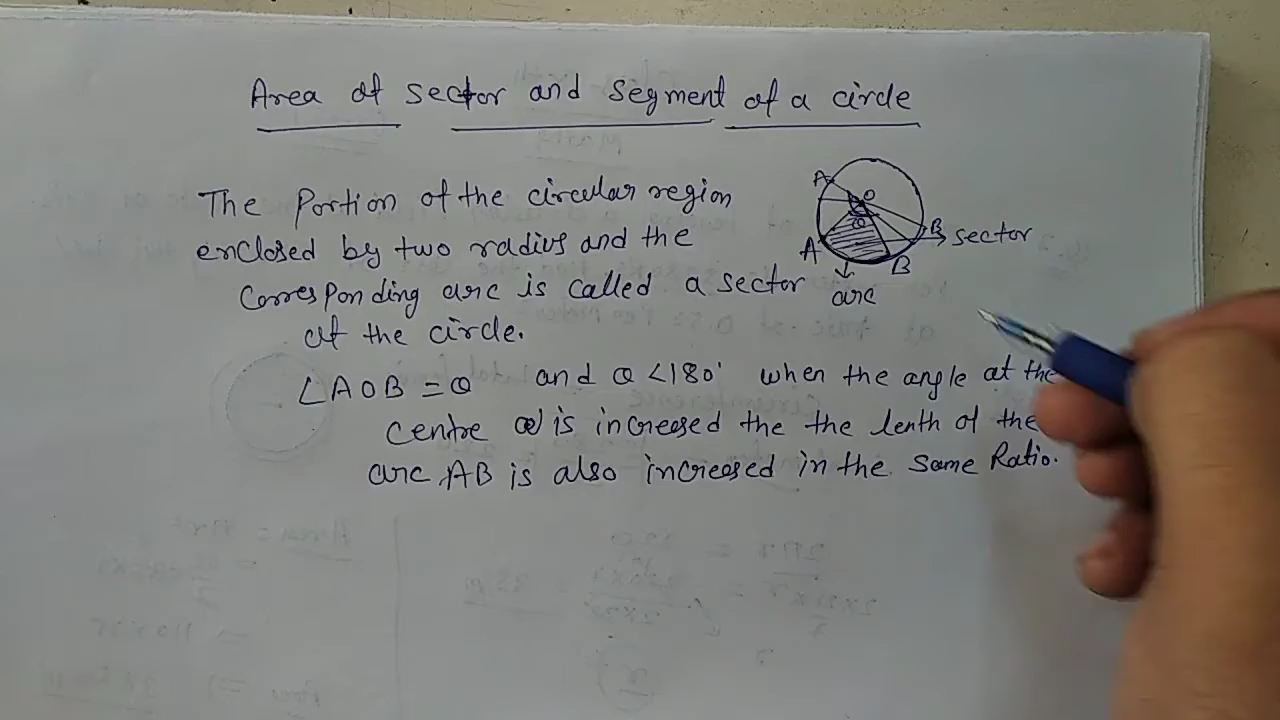 Area of sector and segment of a circle
The Portion of the circular region
enclosed by two radius and the
corresponding arc is called a sector
of the circle.
A
O
θ
B
A
B
sector
arc
∠AOB = θ and θ <180° when the angle at the
centre (θ) is increased the the lenth of the
arc AB is also increased in the same Ratio.